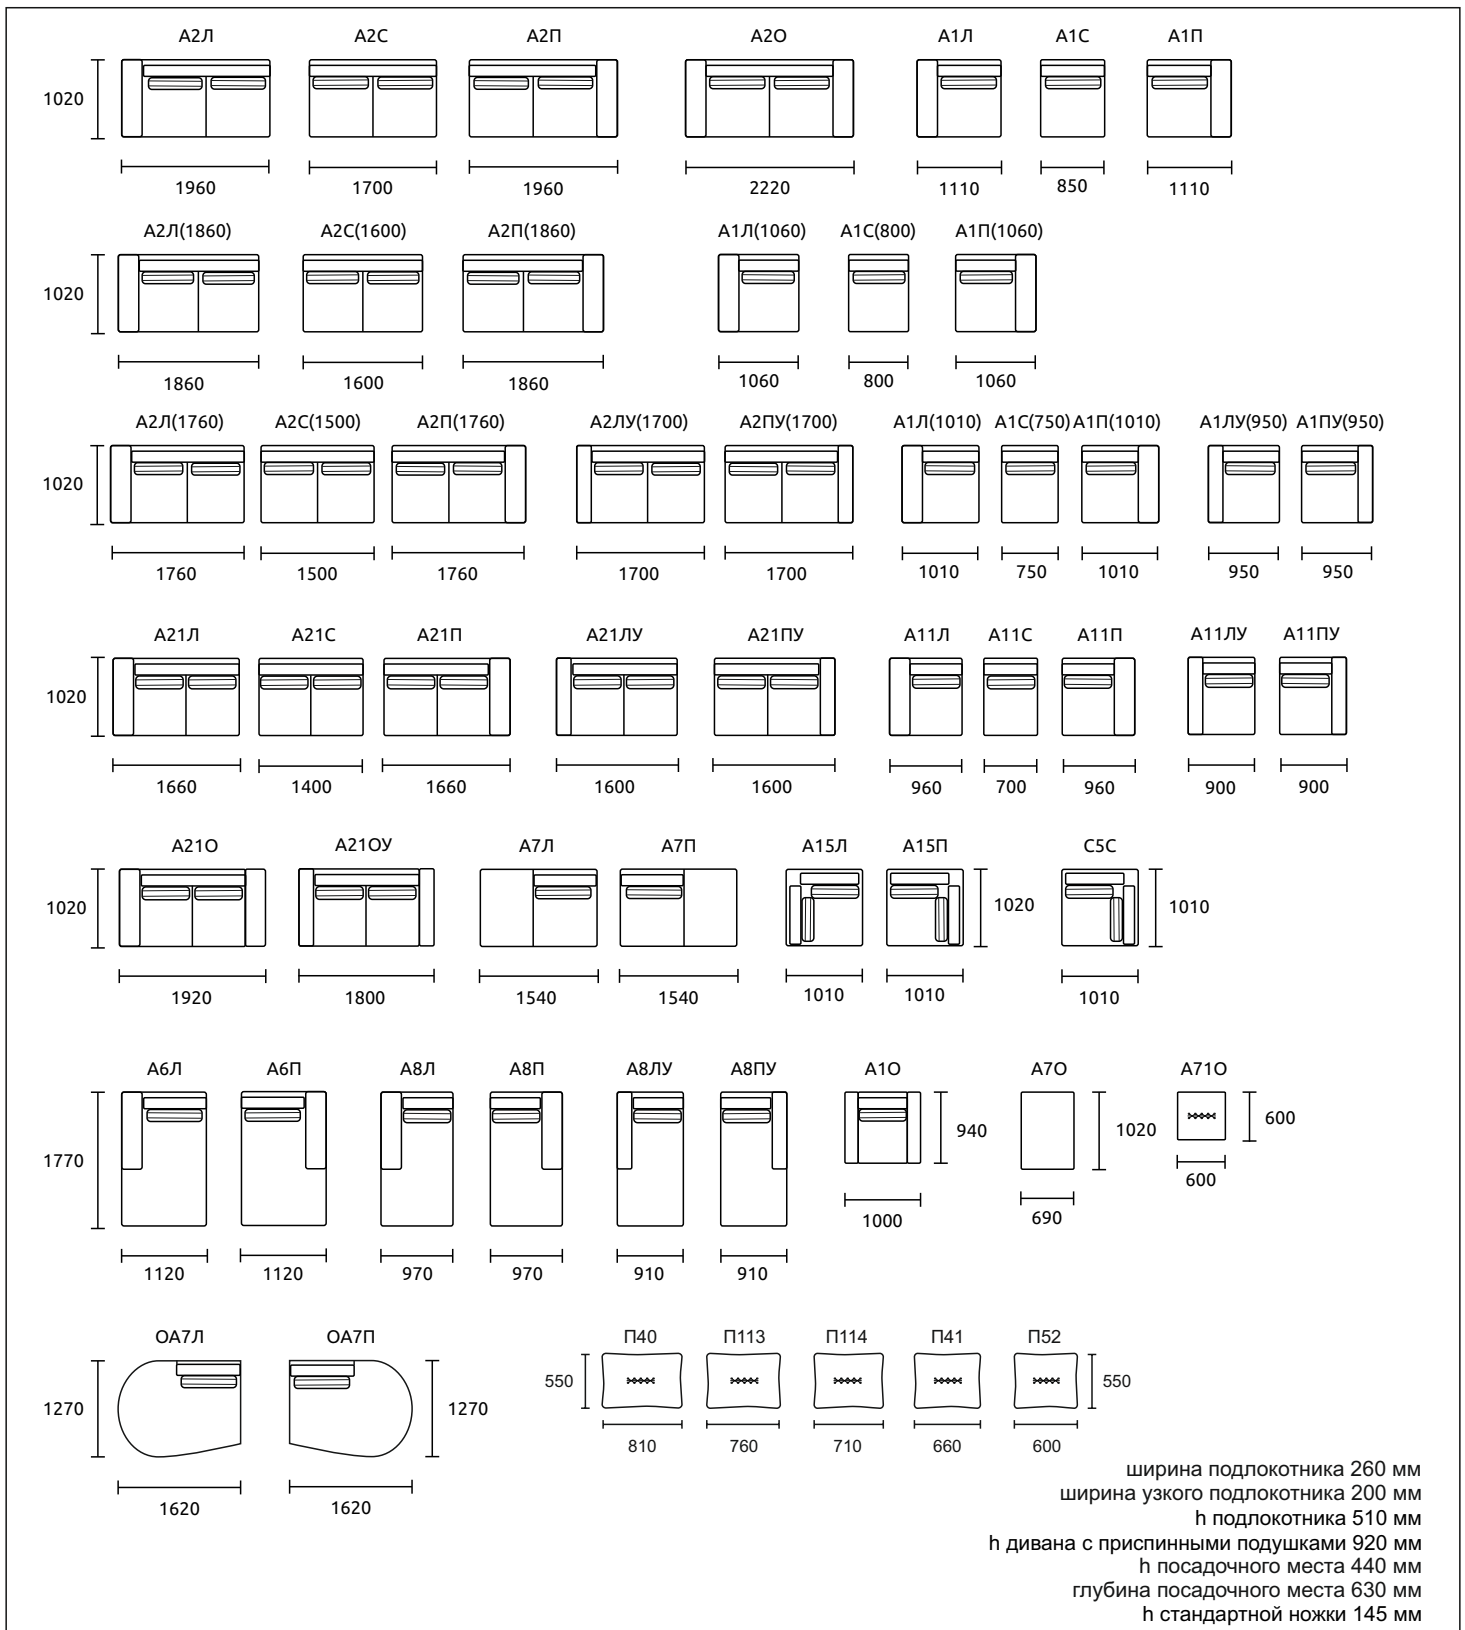 А2Л А2С А2П А2О А1Л А1С А1П
1020
1960 1700 1960 2220 1110 850 1110
А2Л(1860) А2С(1600) А2П(1860) А1Л(1060) А1С(800) А1П(1060)
1020
1860 1600 1860 1060 800 1060
А2Л(1760) А2С(1500) А2П(1760) А2ЛУ(1700) А2ПУ(1700) А1Л(1010) А1С(750) А1П(1010) А1ЛУ(950) А1ПУ(950)
1020
1760 1500 1760 1700 1700 1010 750 1010 950 950
А21Л А21С А21П А21ЛУ А21ПУ А11Л А11С А11П А11ЛУ А11ПУ
1020
1660 1400 1660 1600 1600 960 700 960 900 900
А21О А21ОУ А7Л А7П А15Л А15П С5С
1020 1020 1010
1920 1800 1540 1540 1010 1010 1010
А6Л А6П А8Л А8П А8ЛУ А8ПУ А1О А7О А71О
1770 940 1020 600
600
1000 690
1120 1120 970 970 910 910
ОА7Л ОА7П П40 П113 П114 П41 П52
550 550
1270 1270
810 760 710 660 600
1620 1620
ширина подлокотника 260 мм
ширина узкого подлокотника 200 мм
h подлокотника 510 мм
h дивана с приспинными подушками 920 мм
h посадочного места 440 мм
глубина посадочного места 630 мм
h стандартной ножки 145 мм